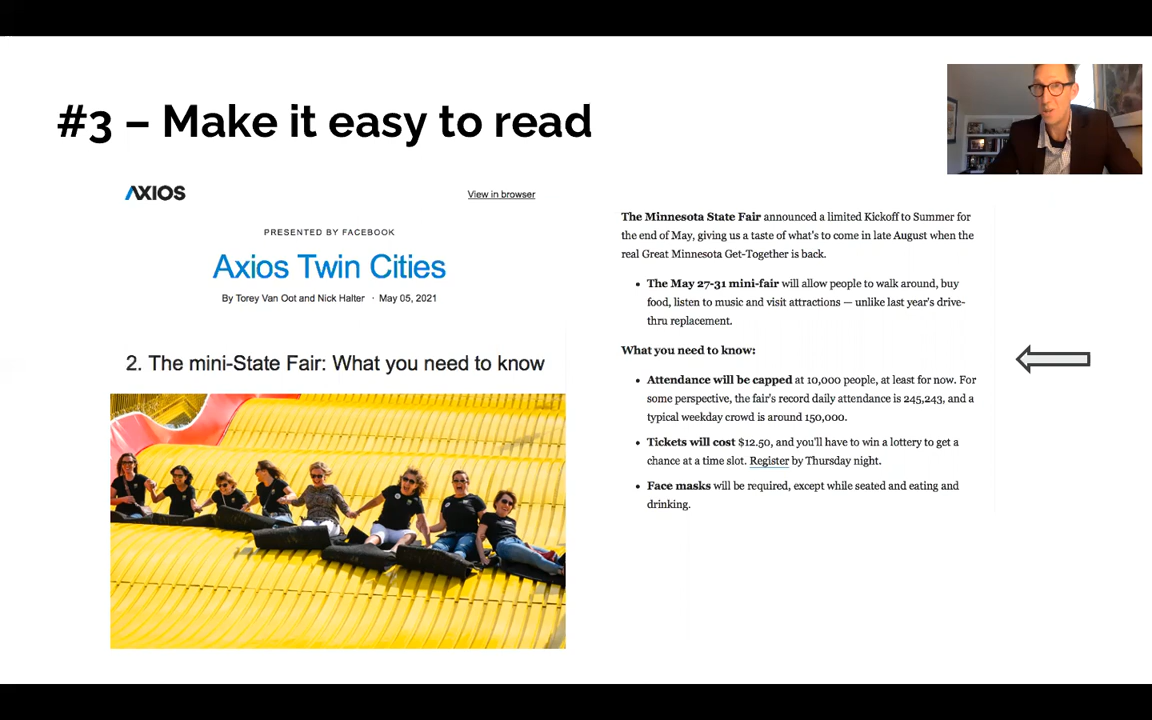 #3 – Make it easy to read
AXIOS
View in browser
PRESENTED BY FACEBOOK
Axios Twin Cities
By Torey Van Oot and Nick Halter · May 05, 2021
2. The mini-State Fair: What you need to know
The Minnesota State Fair announced a limited Kickoff to Summer for
the end of May, giving us a taste of what's to come in late August when the
real Great Minnesota Get-Together is back.
• The May 27-31 mini-fair will allow people to walk around, buy
food, listen to music and visit attractions — unlike last year's drive-
thru replacement.
What you need to know:
• Attendance will be capped at 10,000 people, at least for now. For
some perspective, the fair's record daily attendance is 245,243, and a
typical weekday crowd is around 150,000.
• Tickets will cost $12.50, and you'll have to win a lottery to get a
chance at a time slot. Register by Thursday night.
• Face masks will be required, except while seated and eating and
drinking.